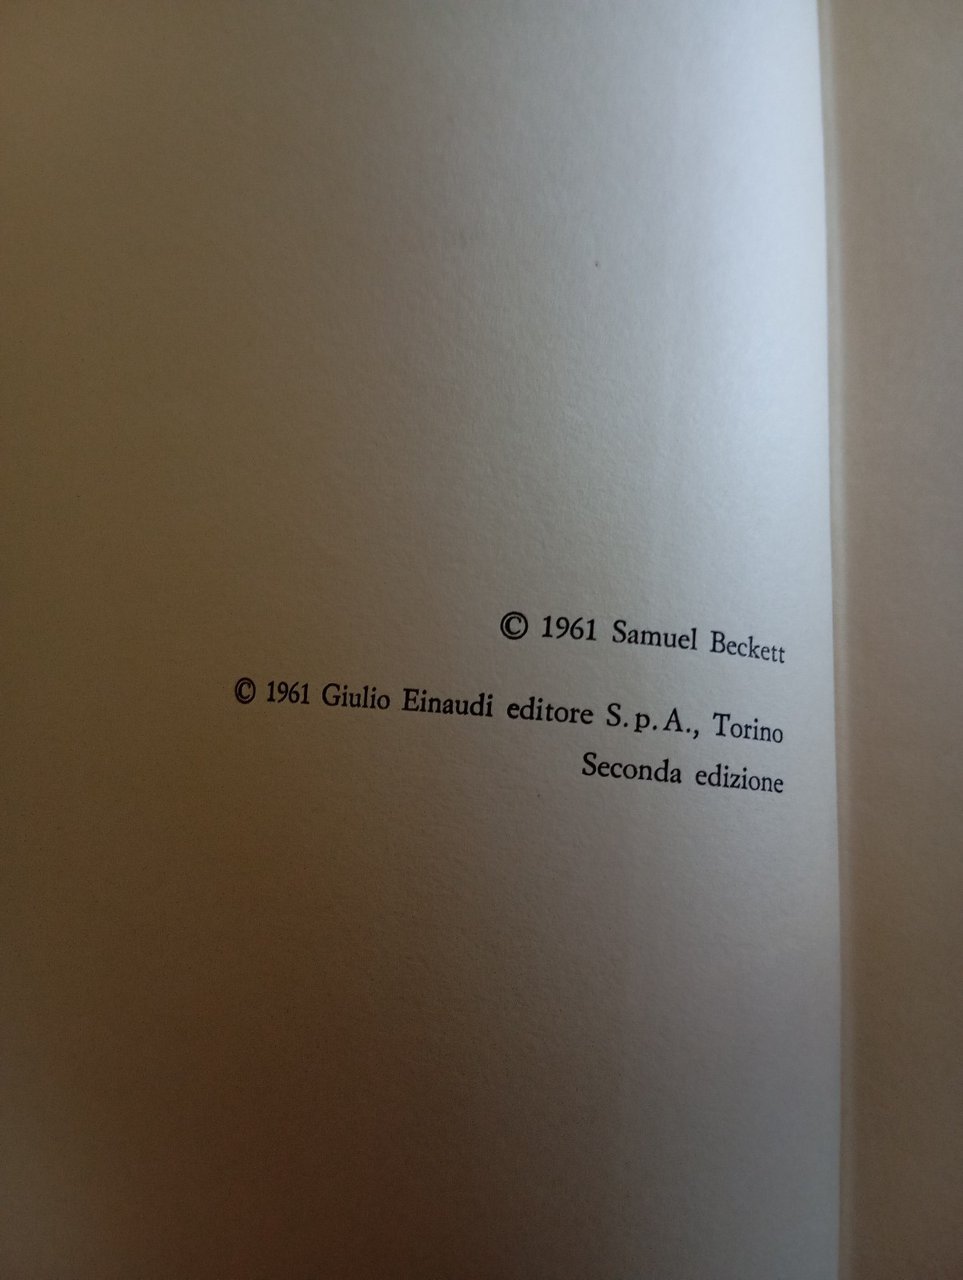 © 1961 Samuel Beckett
© 1961 Giulio Einaudi editore S. p. A., Torino
Seconda edizione